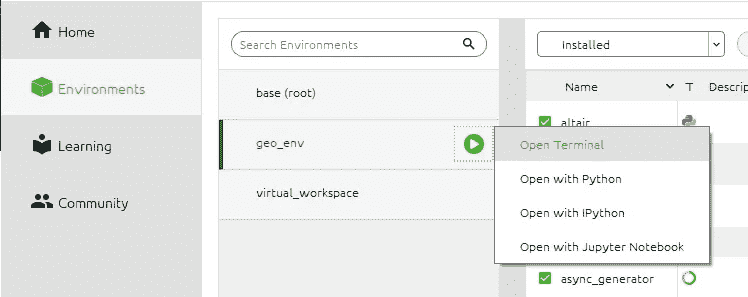 Home
Environments
Learning
Community
Search Environments
base (root)
geo_env
virtual_workspace
Installed
Name
T
Descrip
altair
Open Terminal
Open with Python
Open with IPython
Open with Jupyter Notebook
async_generator